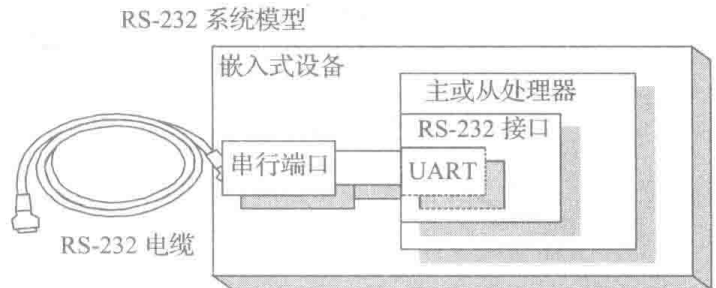 RS-232 系统模型
嵌入式设备
主或从处理器
RS-232 接口
串行端口
UART
RS-232 电缆